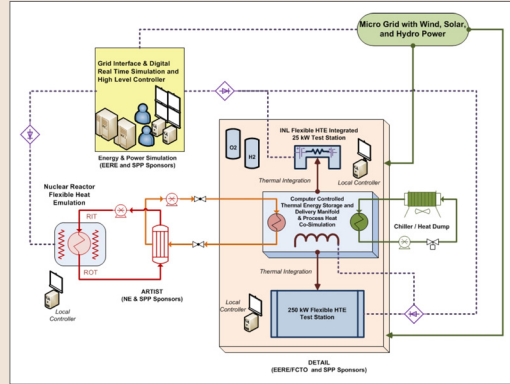 Micro Grid with Wind, Solar,
and Hydro Power
Grid Interface & Digital
Real Time Simulation and
High Level Controller
Energy & Power Simulation
(EERE and SPP Sponsors)
INL Flexible HTE Integrated
25 kW Test Station
O2
H2
Local
Controller
Thermal Integration
Nuclear Reactor
Flexible Heat
Emulation
RIT
ROT
Computer Controlled
Thermal Energy Storage and
Delivery Manifold
& Process Heat
Co-Simulation
Chiller / Heat Dump
Thermal Integration
ARTIST
(NE & SPP Sponsors)
Local
Controller
Local
Controller
250 kW Flexible HTE
Test Station
DETAIL
(EERE/FCTO and SPP Sponsors)